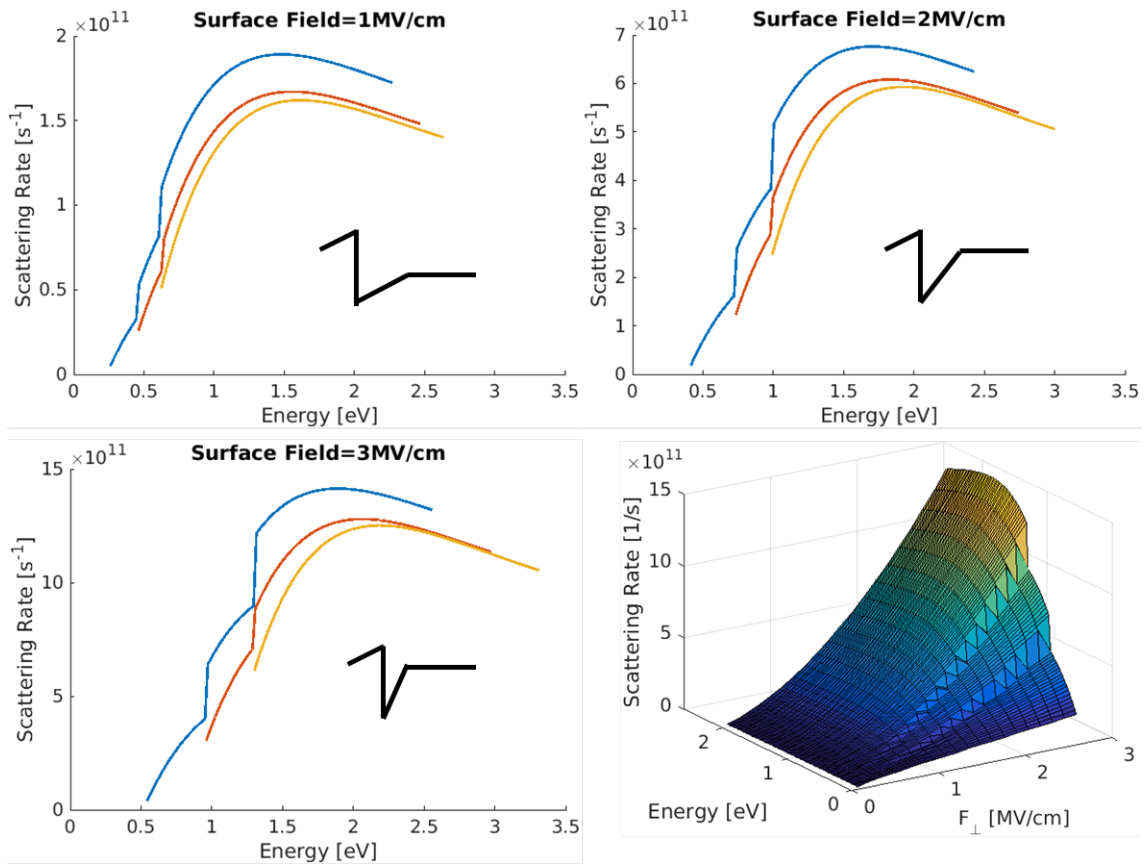 Surface Field=1MV/cm
×10^11
Scattering Rate [s^-1]
2
1.5
1
0.5
0
0 0.5 1 1.5 2 2.5 3 3.5
Energy [eV]
Surface Field=2MV/cm
×10^11
Scattering Rate [s^-1]
7
6
5
4
3
2
1
0
0 0.5 1 1.5 2 2.5 3 3.5
Energy [eV]
Surface Field=3MV/cm
×10^11
Scattering Rate [s^-1]
15
10
5
0
0 0.5 1 1.5 2 2.5 3 3.5
Energy [eV]
×10^11
Scattering Rate [1/s]
15
10
5
0
2
1
0
Energy [eV]
0
1
2
3
F_⊥ [MV/cm]